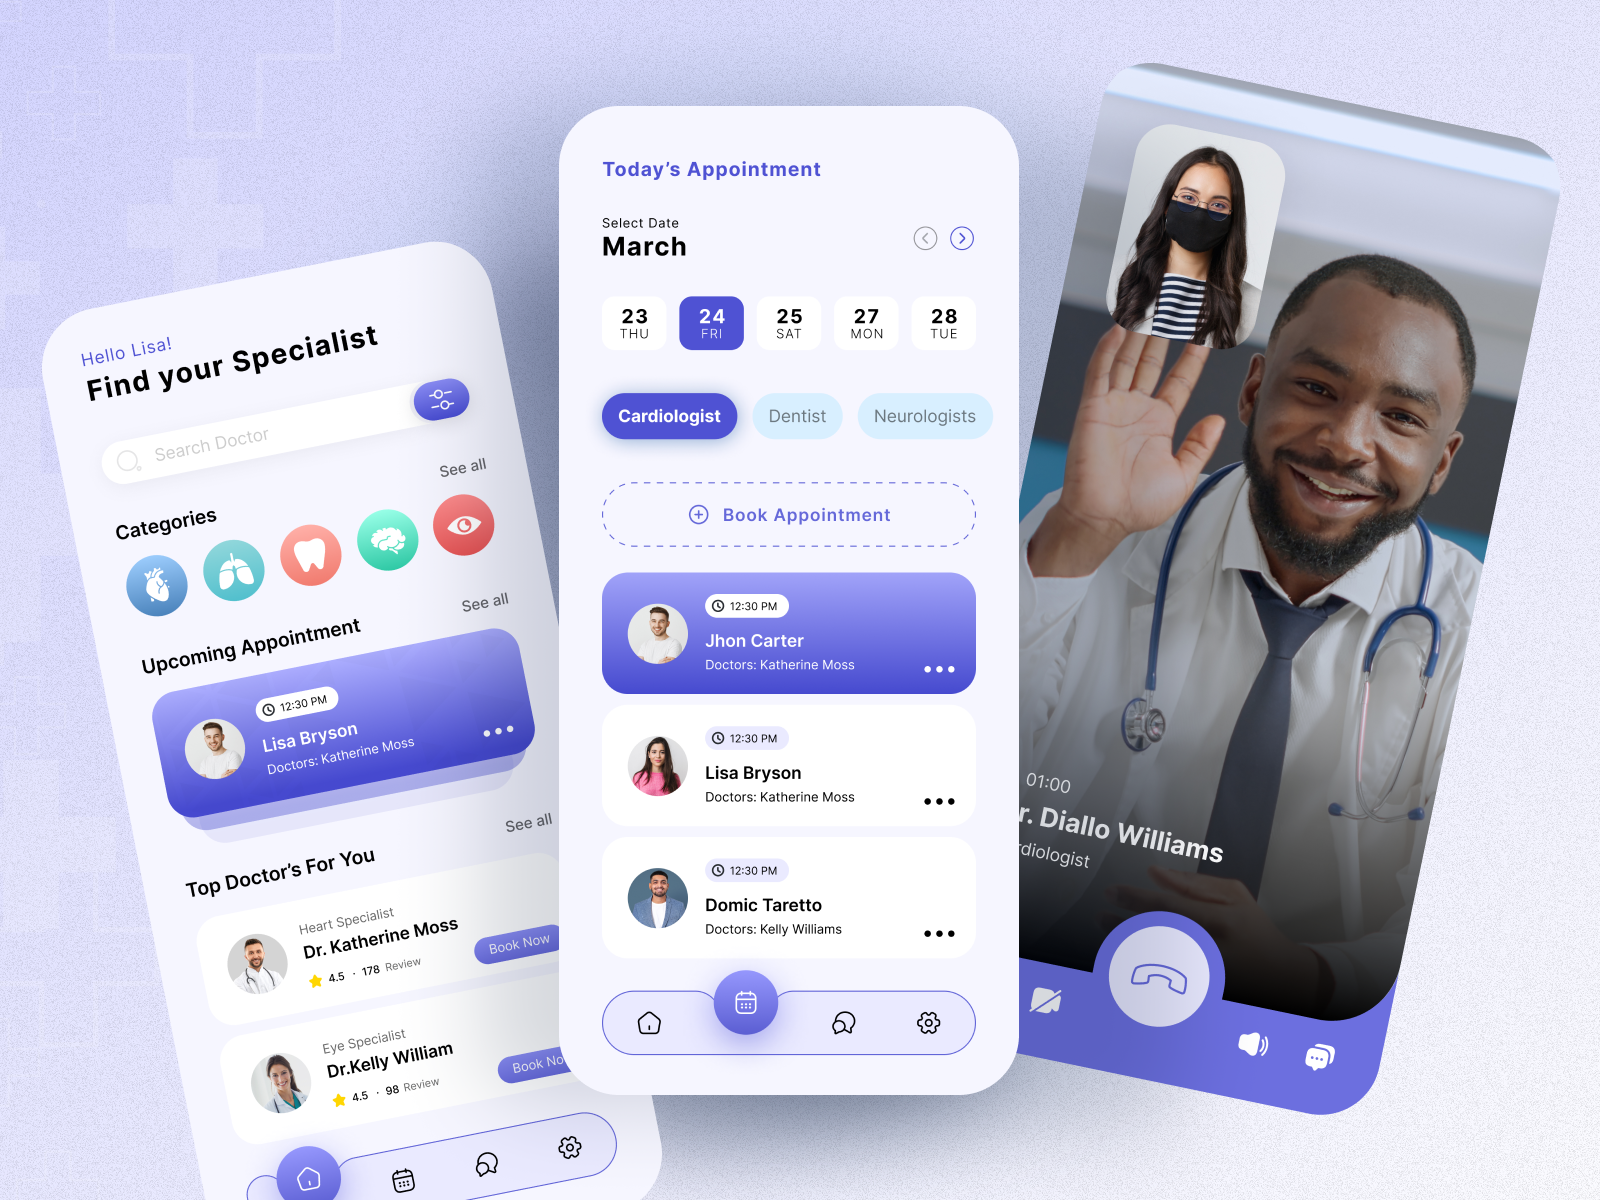 Hello Lisa!
Find your Specialist
Search Doctor
See all
Categories
See all
Upcoming Appointment
12:30 PM
Lisa Bryson
Doctors: Katherine Moss
See all
Top Doctor's For You
Heart Specialist
Dr. Katherine Moss
4.5 · 178 Review
Book Now
Eye Specialist
Dr.Kelly William
4.5 · 98 Review
Book No
Today's Appointment
Select Date
March
23 24 25 27 28
THU FRI SAT MON TUE
Cardiologist Dentist Neurologists
Book Appointment
12:30 PM
Jhon Carter
Doctors: Katherine Moss
12:30 PM
Lisa Bryson
Doctors: Katherine Moss
12:30 PM
Domic Taretto
Doctors: Kelly Williams
01:00
r. Diallo Williams
rdiologist